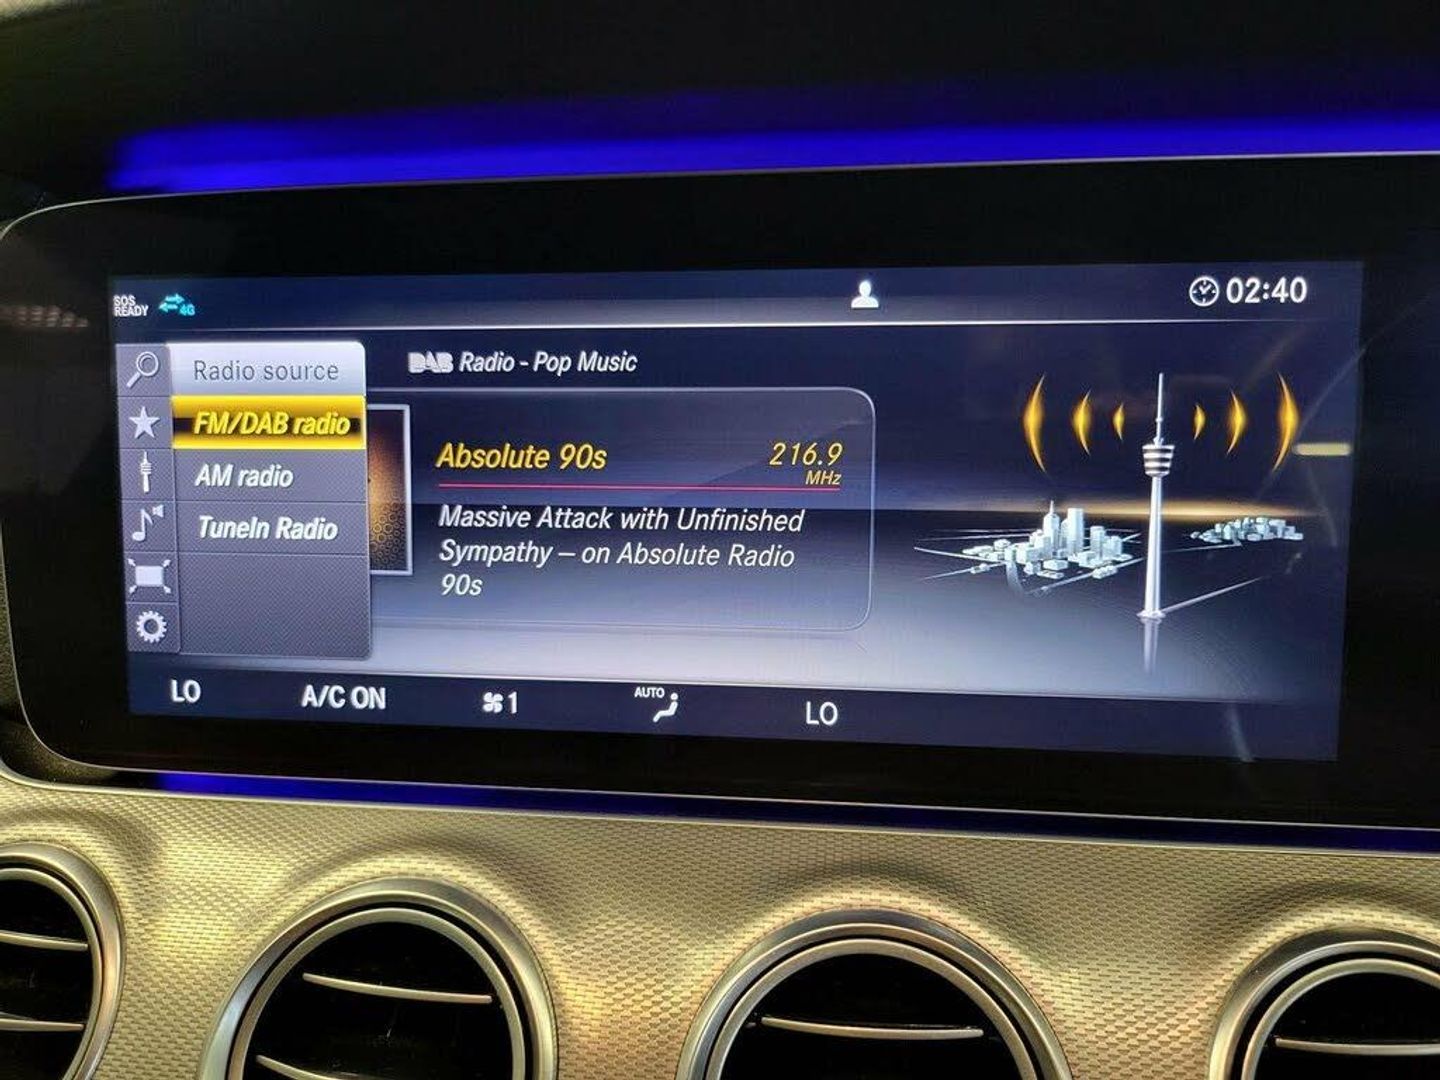 SOS
READY
4G
02:40
Radio source
FM/DAB radio
AM radio
TuneIn Radio
DAB Radio - Pop Music
Absolute 90s
216.9
MHz
Massive Attack with Unfinished
Sympathy – on Absolute Radio
90s
LO
A/C ON
1
AUTO
LO